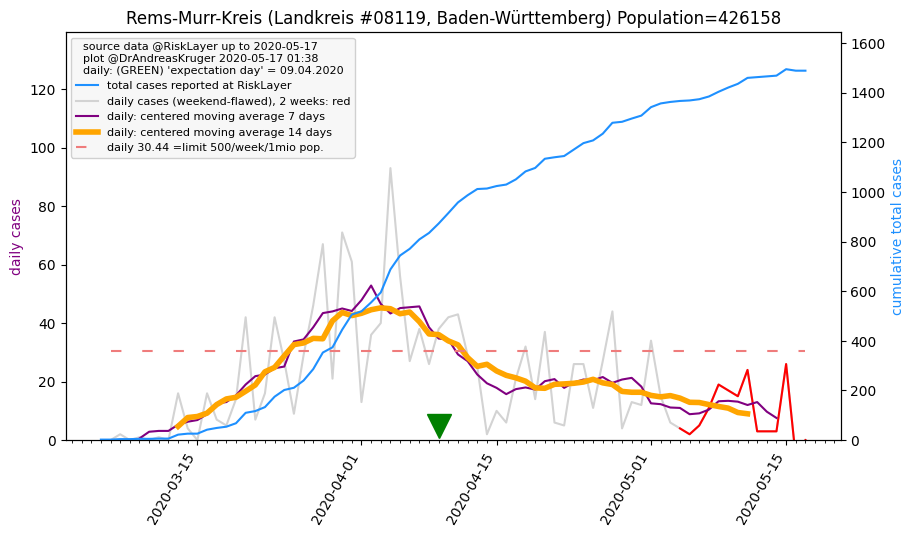 Rems-Murr-Kreis (Landkreis #08119, Baden-Württemberg) Population=426158
source data @RiskLayer up to 2020-05-17
plot @DrAndreasKruger 2020-05-17 01:38
daily: (GREEN) 'expectation day' = 09.04.2020
total cases reported at RiskLayer
daily cases (weekend-flawed), 2 weeks: red
daily: centered moving average 7 days
daily: centered moving average 14 days
daily 30.44 =limit 500/week/1mio pop.
daily cases
0
20
40
60
80
100
120
cumulative total cases
0
200
400
600
800
1000
1200
1400
1600
2020-03-15
2020-04-01
2020-04-15
2020-05-01
2020-05-15